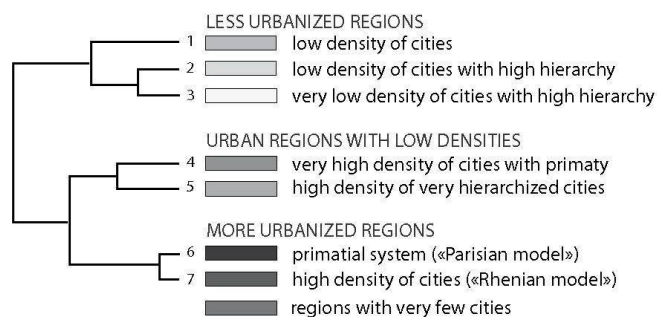 LESS URBANIZED REGIONS
1 low density of cities
2 low density of cities with high hierarchy
3 very low density of cities with high hierarchy
URBAN REGIONS WITH LOW DENSITIES
4 very high density of cities with primaty
5 high density of very hierarchized cities
MORE URBANIZED REGIONS
6 primatial system («Parisian model»)
7 high density of cities («Rhenian model»)
regions with very few cities